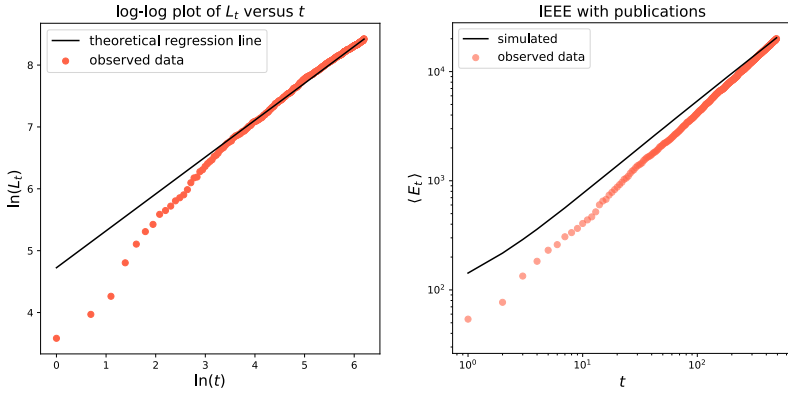 log-log plot of L_t versus t
theoretical regression line
observed data
ln(L_t)
8
7
6
5
4
0
1
2
3
4
5
6
ln(t)
IEEE with publications
simulated
observed data
⟨E_t⟩
10^4
10^3
10^2
10^0
10^1
10^2
t